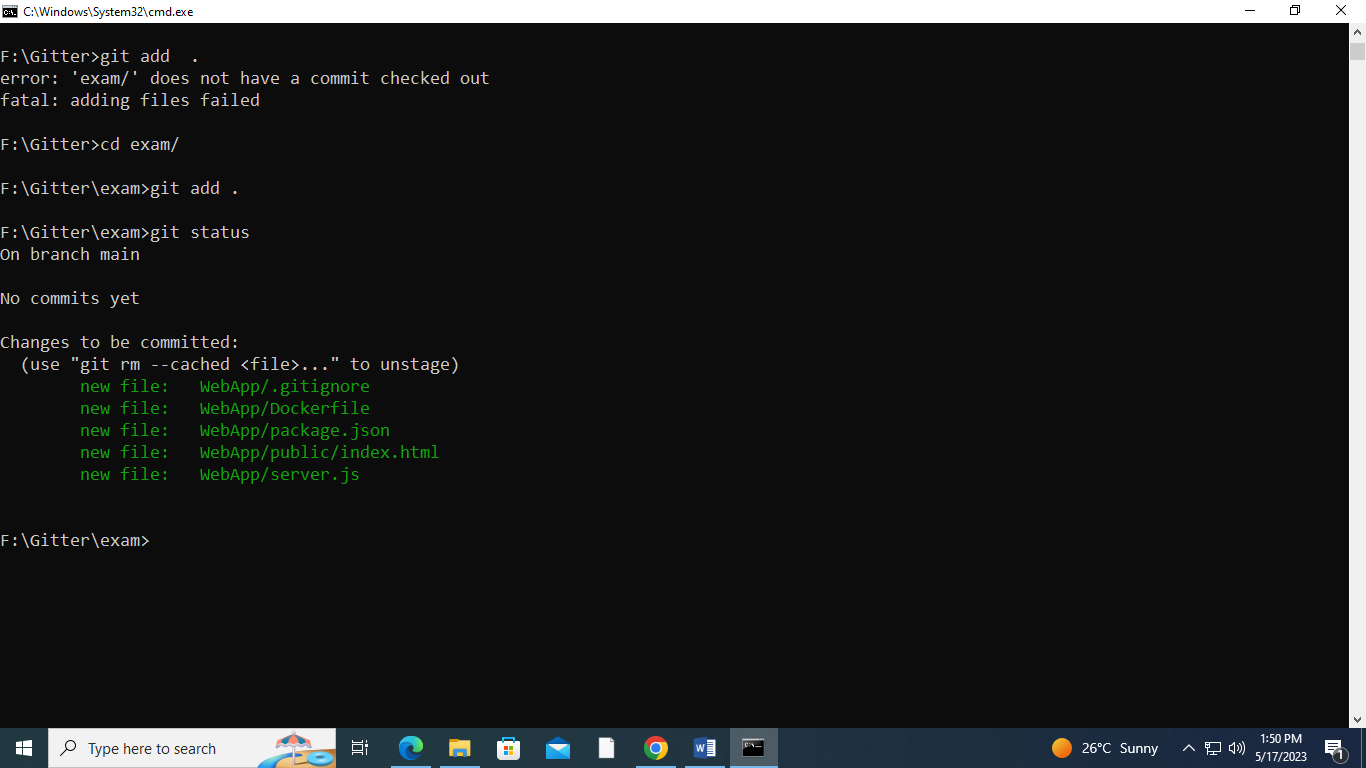 C:\Windows\System32\cmd.exe
F:\Gitter>git add  .
error: 'exam/' does not have a commit checked out
fatal: adding files failed
F:\Gitter>cd exam/
F:\Gitter\exam>git add .
F:\Gitter\exam>git status
On branch main
No commits yet
Changes to be committed:
  (use "git rm --cached <file>..." to unstage)
        new file:   WebApp/.gitignore
        new file:   WebApp/Dockerfile
        new file:   WebApp/package.json
        new file:   WebApp/public/index.html
        new file:   WebApp/server.js
F:\Gitter\exam>
Type here to search
26°C Sunny
1:50 PM
5/17/2023
1